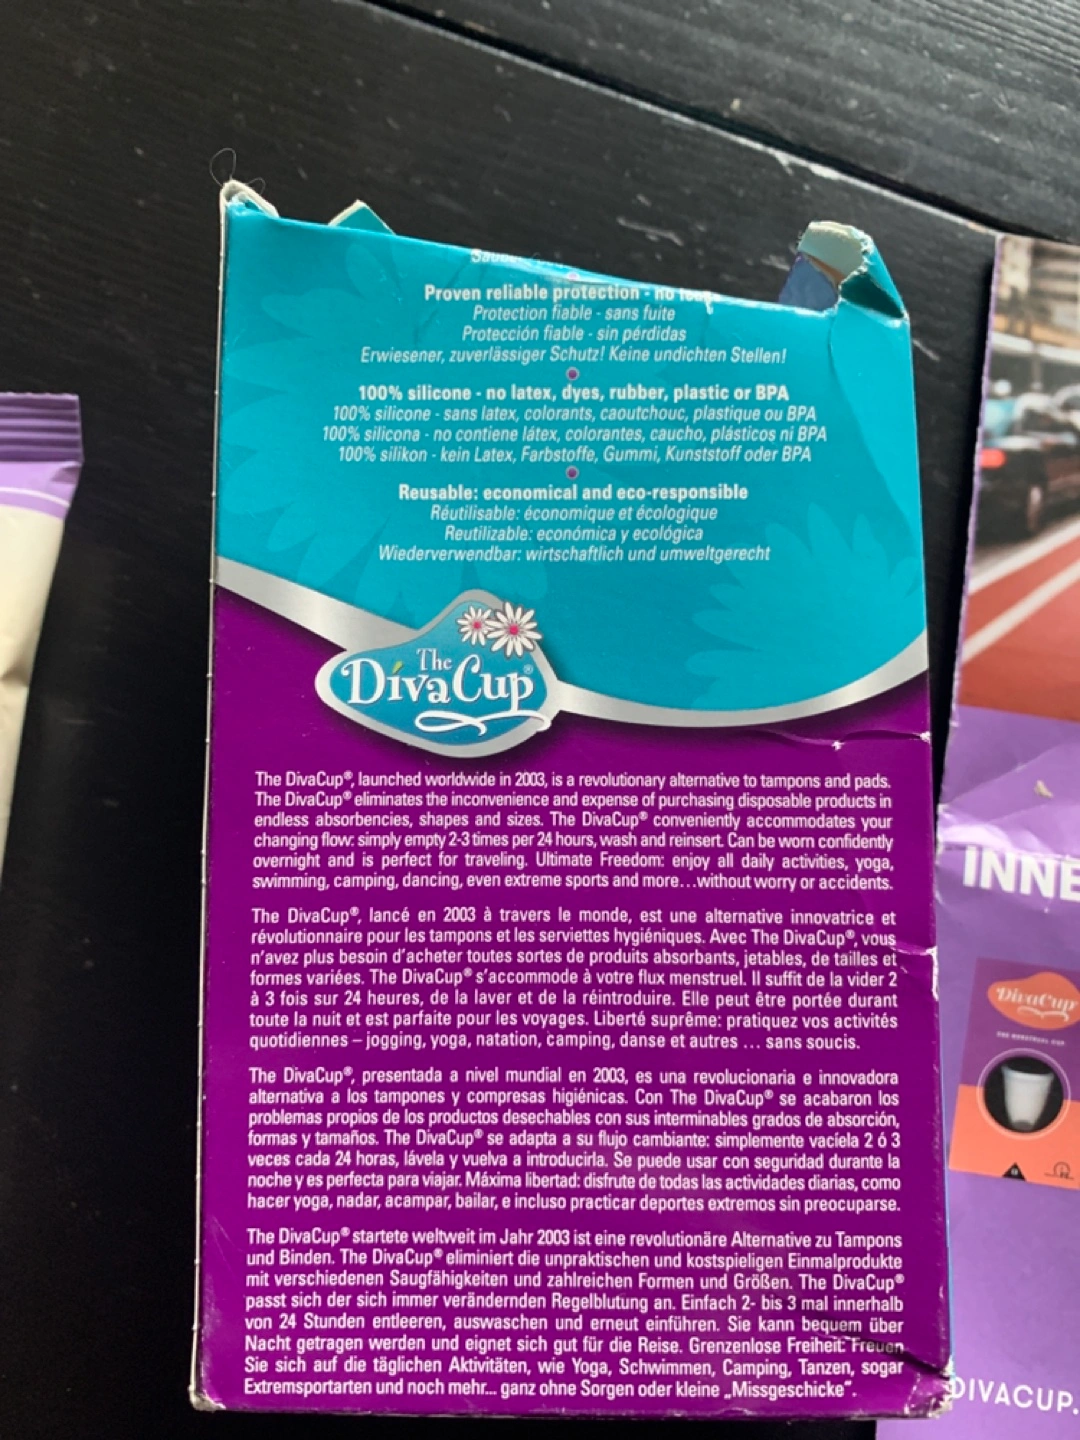 Proven reliable protection - no
Protection fiable - sans fuite
Protección fiable - sin pérdidas
Erwiesener, zuverlässiger Schutz! Keine undichten Stellen!
100% silicone - no latex, dyes, rubber, plastic or BPA
100% silicone - sans latex, colorants, caoutchouc, plastique ou BPA
100% silicona - no contiene látex, colorantes, caucho, plásticos ni BPA
100% silikon - kein Latex, Farbstoffe, Gummi, Kunststoff oder BPA
Reusable: economical and eco-responsible
Réutilisable: économique et écologique
Reutilizable: económica y ecológica
Wiederverwendbar: wirtschaftlich und umweltgerecht
The
DivaCup®
The DivaCup®, launched worldwide in 2003, is a revolutionary alternative to tampons and pads.
The DivaCup® eliminates the inconvenience and expense of purchasing disposable products in
endless absorbencies, shapes and sizes. The DivaCup® conveniently accommodates your
changing flow: simply empty 2-3 times per 24 hours, wash and reinsert. Can be worn confidently
overnight and is perfect for traveling. Ultimate Freedom: enjoy all daily activities, yoga,
swimming, camping, dancing, even extreme sports and more...without worry or accidents.
The DivaCup®, lancé en 2003 à travers le monde, est une alternative innovatrice et
révolutionnaire pour les tampons et les serviettes hygiéniques. Avec The DivaCup®, vous
n'avez plus besoin d'acheter toutes sortes de produits absorbants, jetables, de tailles et
formes variées. The DivaCup® s'accommode à votre flux menstruel. Il suffit de la vider 2
à 3 fois sur 24 heures, de la laver et de la réintroduire. Elle peut être portée durant
toute la nuit et est parfaite pour les voyages. Liberté suprême: pratiquez vos activités
quotidiennes – jogging, yoga, natation, camping, danse et autres ... sans soucis.
The DivaCup®, presentada a nivel mundial en 2003, es una revolucionaria e innovadora
alternativa a los tampones y compresas higiénicas. Con The DivaCup® se acabaron los
problemas propios de los productos desechables con sus interminables grados de absorción,
formas y tamaños. The DivaCup® se adapta a su flujo cambiante: simplemente vacíela 2 ó 3
veces cada 24 horas, lávela y vuelva a introducirla. Se puede usar con seguridad durante la
noche y es perfecta para viajar. Máxima libertad: disfrute de todas las actividades diarias, como
hacer yoga, nadar, acampar, bailar, e incluso practicar deportes extremos sin preocuparse.
The DivaCup® startete weltweit im Jahr 2003 ist eine revolutionäre Alternative zu Tampons
und Binden. The DivaCup® eliminiert die unpraktischen und kostspieligen Einmalprodukte
mit verschiedenen Saugfähigkeiten und zahlreichen Formen und Größen. The DivaCup®
passt sich der sich immer verändernden Regelblutung an. Einfach 2- bis 3 mal innerhalb
von 24 Stunden entleeren, auswaschen und erneut einführen. Sie kann bequem über
Nacht getragen werden und eignet sich gut für die Reise. Grenzenlose Freiheit: Freuen
Sie sich auf die täglichen Aktivitäten, wie Yoga, Schwimmen, Camping, Tanzen, sogar
Extremsportarten und noch mehr... ganz ohne Sorgen oder kleine „Missgeschicke".
INNE
DivaCup
THE MENSTRUAL CUP
DIVACUP.